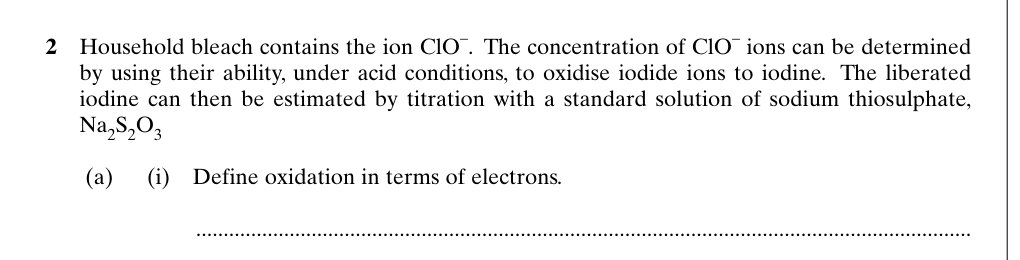 2 Household bleach contains the ion ClO⁻. The concentration of ClO⁻ ions can be determined
by using their ability, under acid conditions, to oxidise iodide ions to iodine. The liberated
iodine can then be estimated by titration with a standard solution of sodium thiosulphate,
Na₂S₂O₃
(a) (i) Define oxidation in terms of electrons.